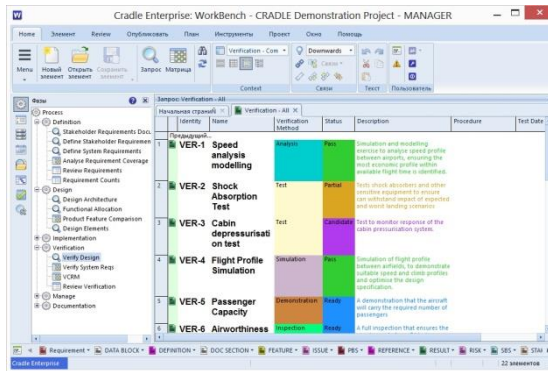 Cradle Enterprise: WorkBench - CRADLE Demonstration Project - MANAGER
Home Элемент Review Опубликовать План Инструменты Проект Окно Помощь
Menu Новый элемент Открыть элемент Сохранить элемент Запрос Матрица
Verification - Com Downwards
Связи
Context Связи Текст Пользователь
Фазы
Process
Definition
Stakeholder Requirements Docu
Define Stakeholder Requiremen
Define System Requirements
Analyse Requirement Coverage
Review Requirements
Requirement Counts
Design
Design Architecture
Functional Allocation
Product Feature Comparison
Design Elements
Implementation
Verification
Verify Design
Verify System Reqs
VCRM
Review Verification
Manage
Documentation
Запрос: Verification - All
Начальная страниц Verification - All
Identity Name Verification Method Status Description Procedure Test Date
Предыдущий...
1 VER-1 Speed analysis modelling Analysis Pass Simulation and modelling exercise to analyse speed profile between airports, ensuring the most economic profile within available flight time is identified.
2 VER-2 Shock Absorption Test Test Partial Tests shock absorbers and other sensitive equipment to ensure can withstand impact of expected and worst landing scenarios
3 VER-3 Cabin depressurisati on test Test Candidate Test to monitor response of the cabin pressurisation system.
4 VER-4 Flight Profile Simulation Simulation Pass Simulation of flight profile between airfields, to demonstrate suitable speed and climb profiles and optimise the design specification.
5 VER-5 Passenger Capacity Demonstration Ready A demonstration that the aircraft will carry the required number of passengers
6 VER-6 Airworthiness Inspection Ready A full inspection that ensures the
Requirement DATA BLOCK DEFINITION DOC SECTION FEATURE ISSUE PBS REFERENCE RESULT RISK SBS
Cradle Enterprise 22 элементов